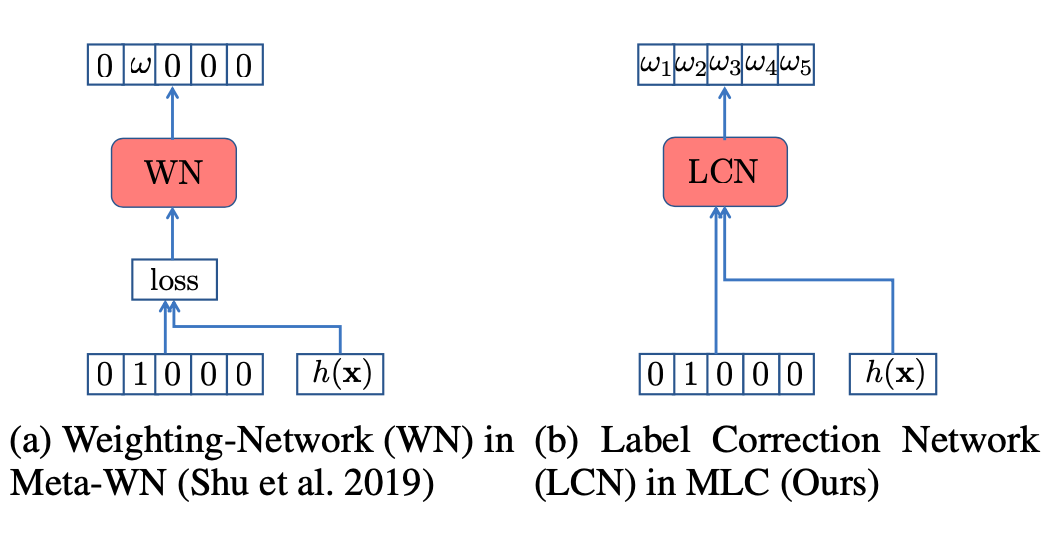 0 ω 0 0 0
ω₁ ω₂ ω₃ ω₄ ω₅
WN
LCN
loss
0 1 0 0 0
h(x)
0 1 0 0 0
h(x)
(a) Weighting-Network (WN) in
Meta-WN (Shu et al. 2019)
(b) Label Correction Network
(LCN) in MLC (Ours)